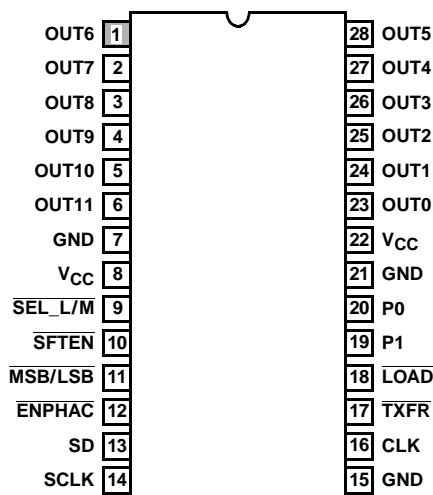 OUT6 1 28 OUT5
OUT7 2 27 OUT4
OUT8 3 26 OUT3
OUT9 4 25 OUT2
OUT10 5 24 OUT1
OUT11 6 23 OUT0
GND 7 22 VCC
VCC 8 21 GND
SEL_L/M 9 20 P0
SFTEN 10 19 P1
MSB/LSB 11 18 LOAD
ENPHAC 12 17 TXFR
SD 13 16 CLK
SCLK 14 15 GND